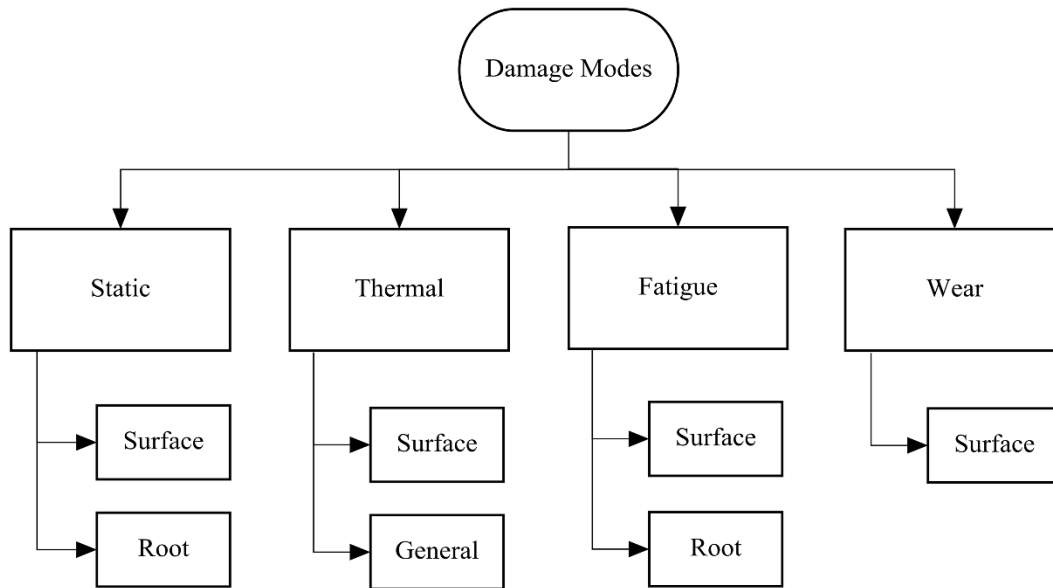 Damage Modes
Static
Thermal
Fatigue
Wear
Surface
Surface
Surface
Surface
Root
General
Root